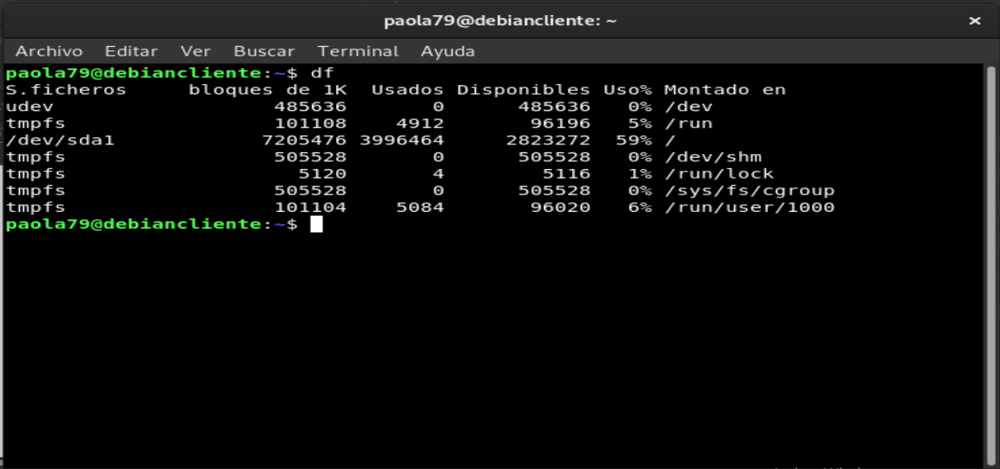 paola79@debiancliente: ~ ×
Archivo Editar Ver Buscar Terminal Ayuda
paola79@debiancliente:~$ df
S.ficheros bloques de 1K Usados Disponibles Uso% Montado en
udev 485636 0 485636 0% /dev
tmpfs 101108 4912 96196 5% /run
/dev/sda1 7205476 3996464 2823272 59% /
tmpfs 505528 0 505528 0% /dev/shm
tmpfs 5120 4 5116 1% /run/lock
tmpfs 505528 0 505528 0% /sys/fs/cgroup
tmpfs 101104 5084 96020 6% /run/user/1000
paola79@debiancliente:~$